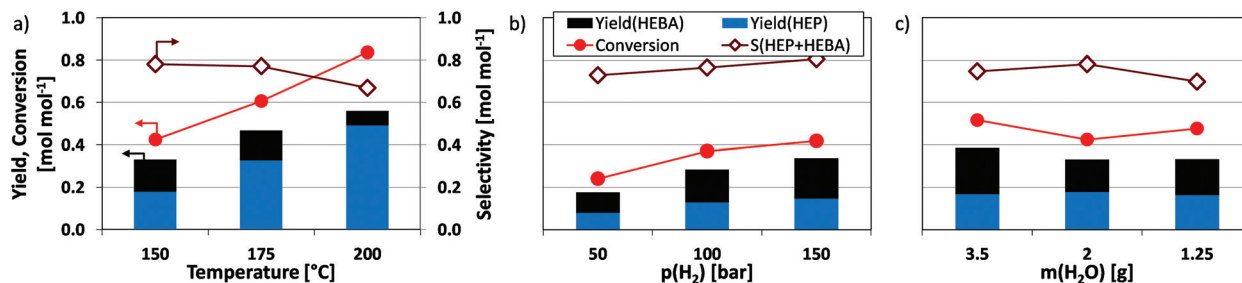 a)
Yield, Conversion
[mol mol-1]
1.0
0.8
0.6
0.4
0.2
0.0
150
175
200
Temperature [°C]
1.0
0.8
0.6
0.4
0.2
0.0
Selectivity [mol mol-1]
b)
Yield(HEBA)
Yield(HEP)
Conversion
S(HEP+HEBA)
50
100
150
p(H2) [bar]
c)
3.5
2
1.25
m(H2O) [g]